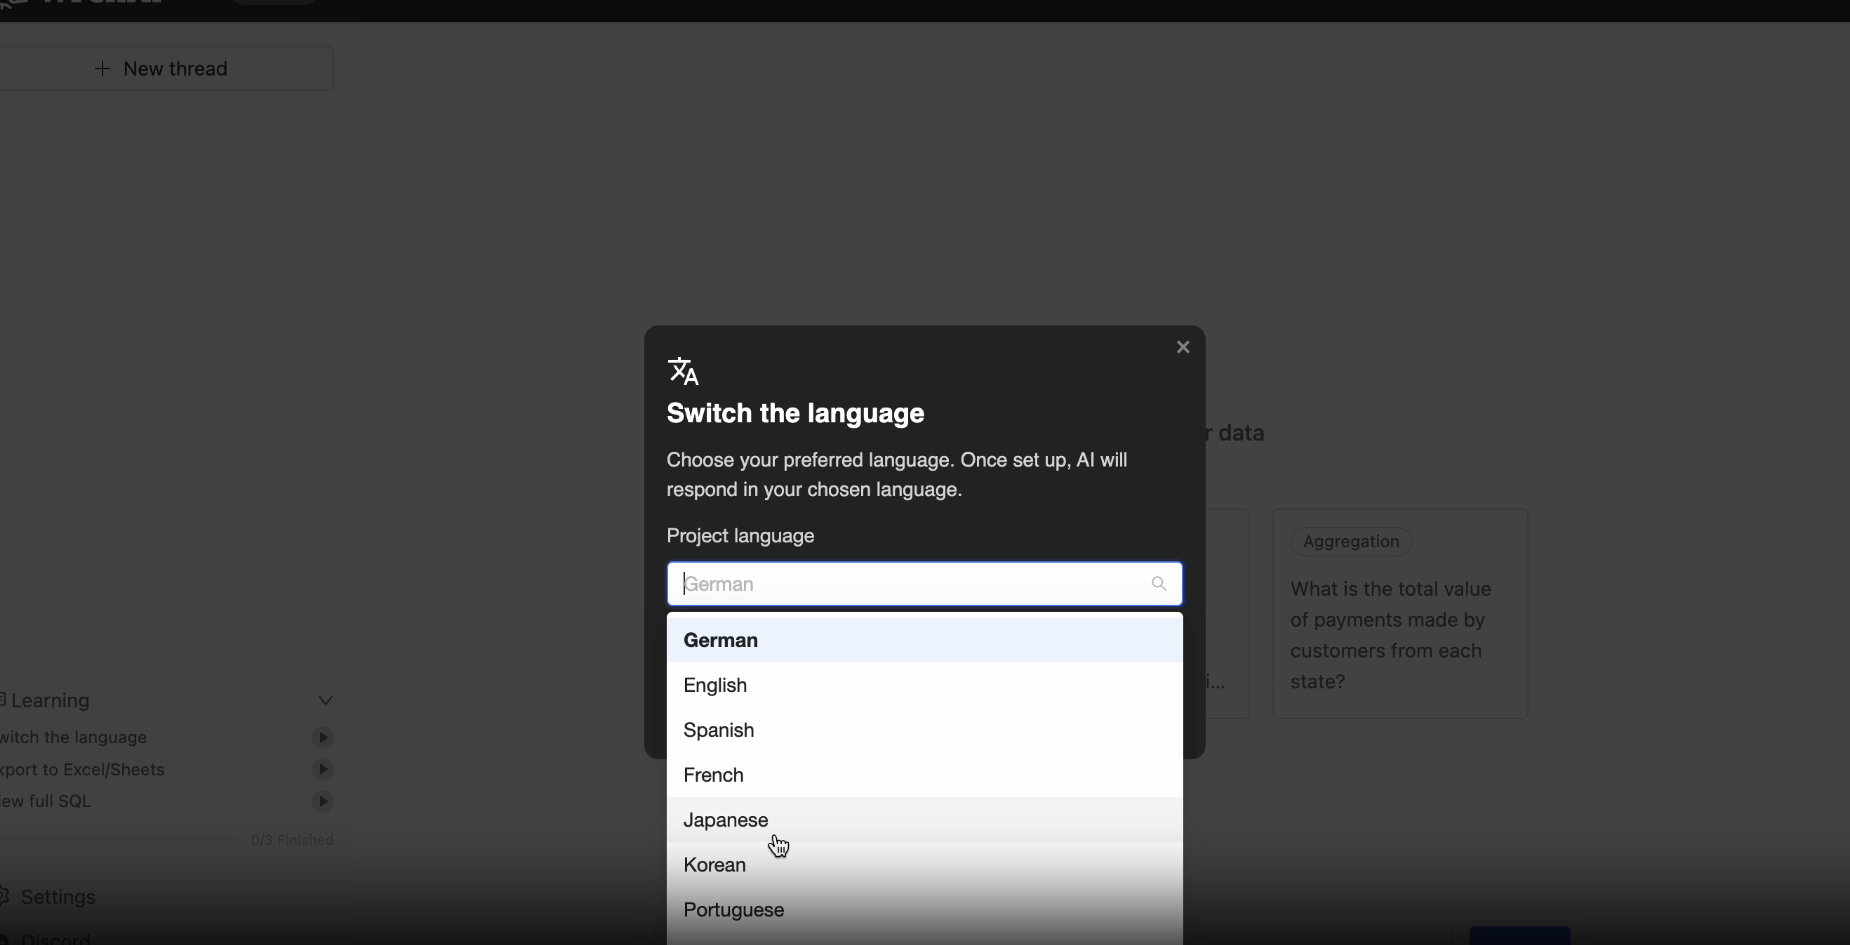 New thread
Switch the language
Choose your preferred language. Once set up, AI will
respond in your chosen language.
Project language
German
German
English
Spanish
French
Japanese
Korean
Portuguese
r data
i...
Aggregation
What is the total value
of payments made by
customers from each
state?
Learning
witch the language
xport to Excel/Sheets
ew full SQL
0/3 Finished
Settings
Discord